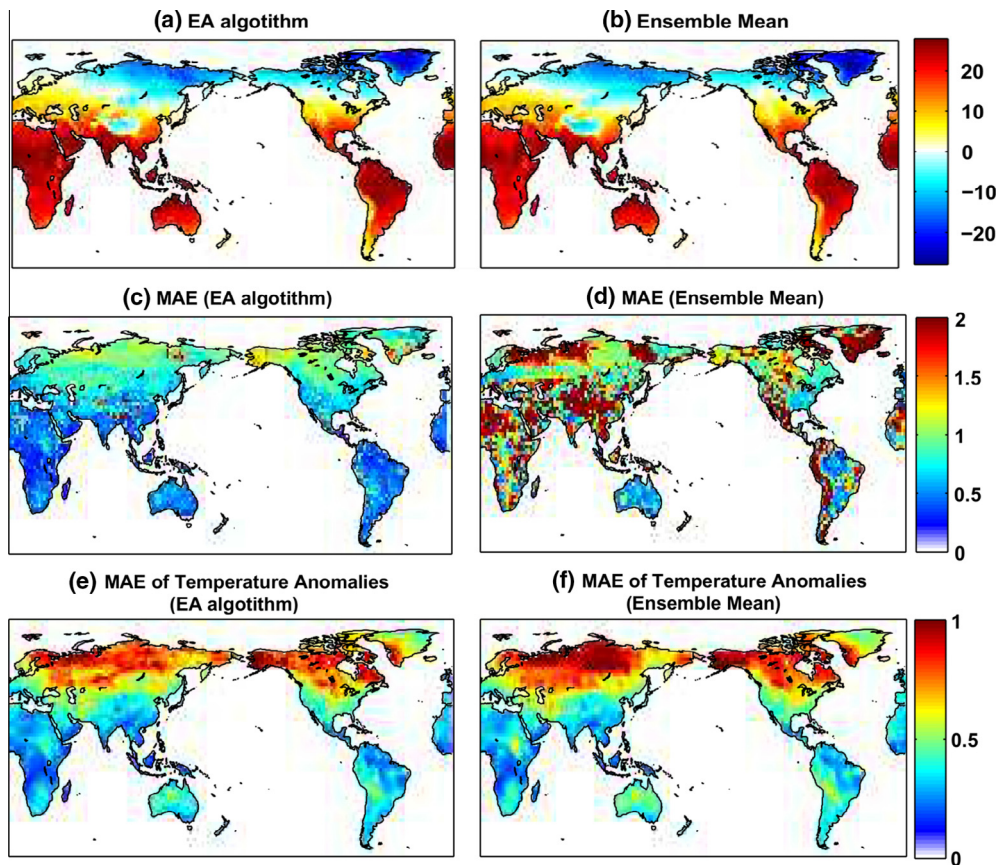 (a) EA algotithm
(b) Ensemble Mean
20
10
0
−10
−20
(c) MAE (EA algotithm)
(d) MAE (Ensemble Mean)
2
1.5
1
0.5
0
(e) MAE of Temperature Anomalies
(EA algotithm)
(f) MAE of Temperature Anomalies
(Ensemble Mean)
1
0.5
0